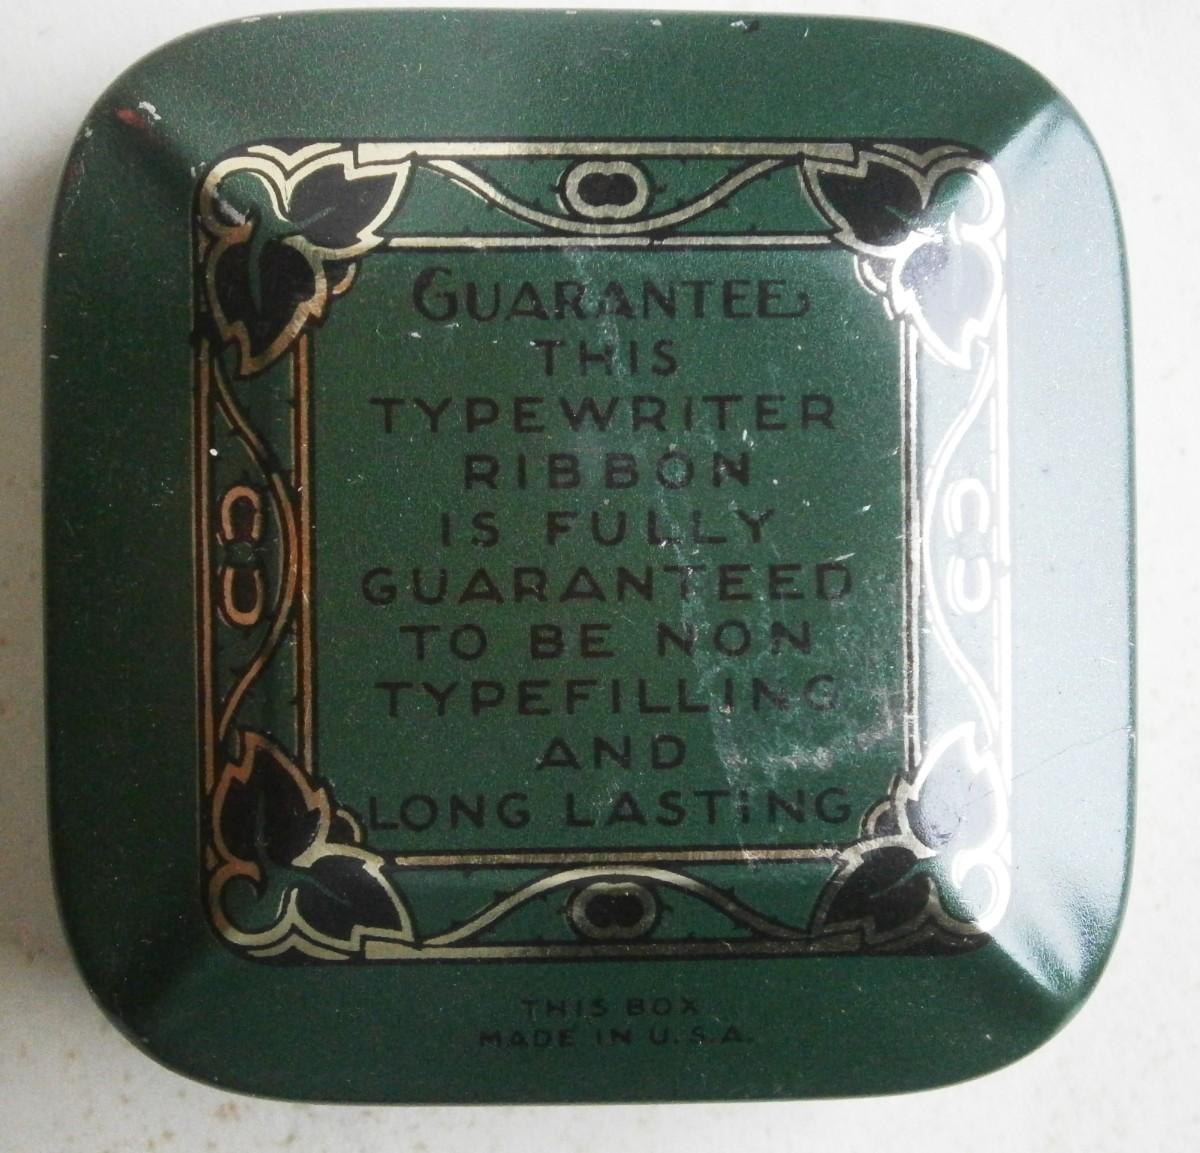 GUARANTEE
THIS
TYPEWRITER
RIBBON
IS FULLY
GUARANTEED
TO BE NON
TYPEFILLING
AND
LONG LASTING
THIS BOX
MADE IN U.S.A.